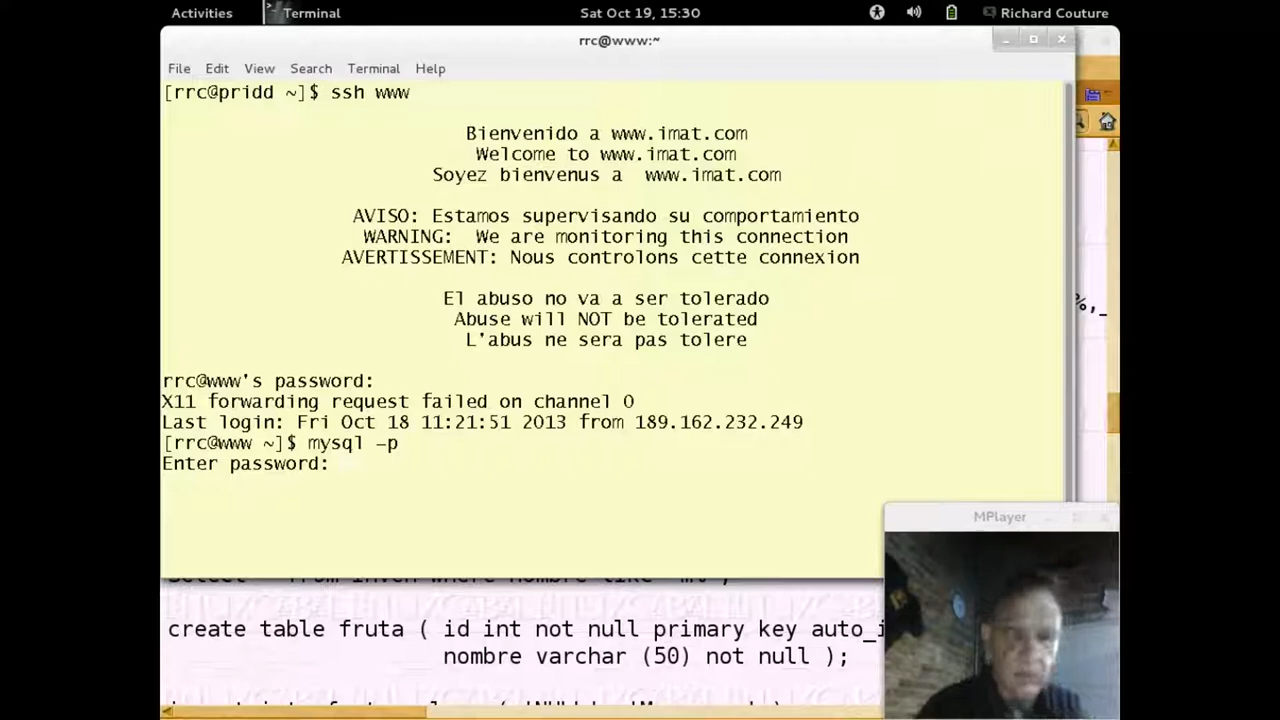 Activities Terminal Sat Oct 19, 15:30 Richard Couture
rrc@www:~
File Edit View Search Terminal Help
[rrc@pridd ~]$ ssh www
Bienvenido a www.imat.com
Welcome to www.imat.com
Soyez bienvenus a www.imat.com
AVISO: Estamos supervisando su comportamiento
WARNING: We are monitoring this connection
AVERTISSEMENT: Nous controlons cette connexion
%,_
El abuso no va a ser tolerado
Abuse will NOT be tolerated
L'abus ne sera pas tolere
rrc@www's password:
X11 forwarding request failed on channel 0
Last login: Fri Oct 18 11:21:51 2013 from 189.162.232.249
[rrc@www ~]$ mysql -p
Enter password:
MPlayer
create table fruta ( id int not null primary key auto_i
nombre varchar (50) not null );